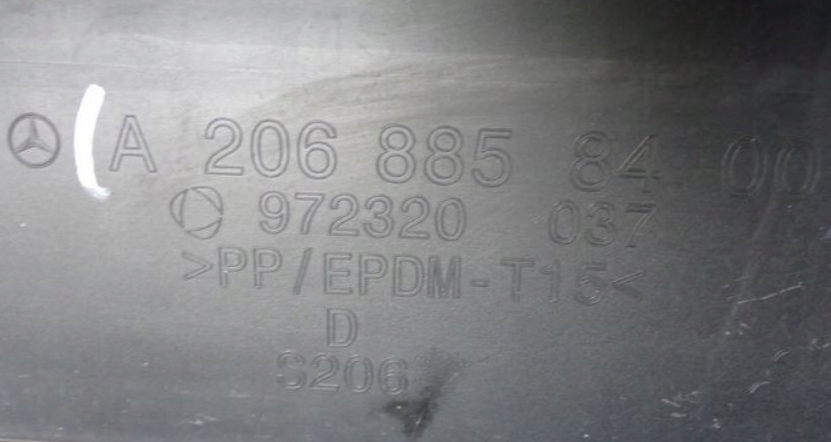 A 206 885 84 00
972320 037
>PP/EPDM-T15<
D
S206